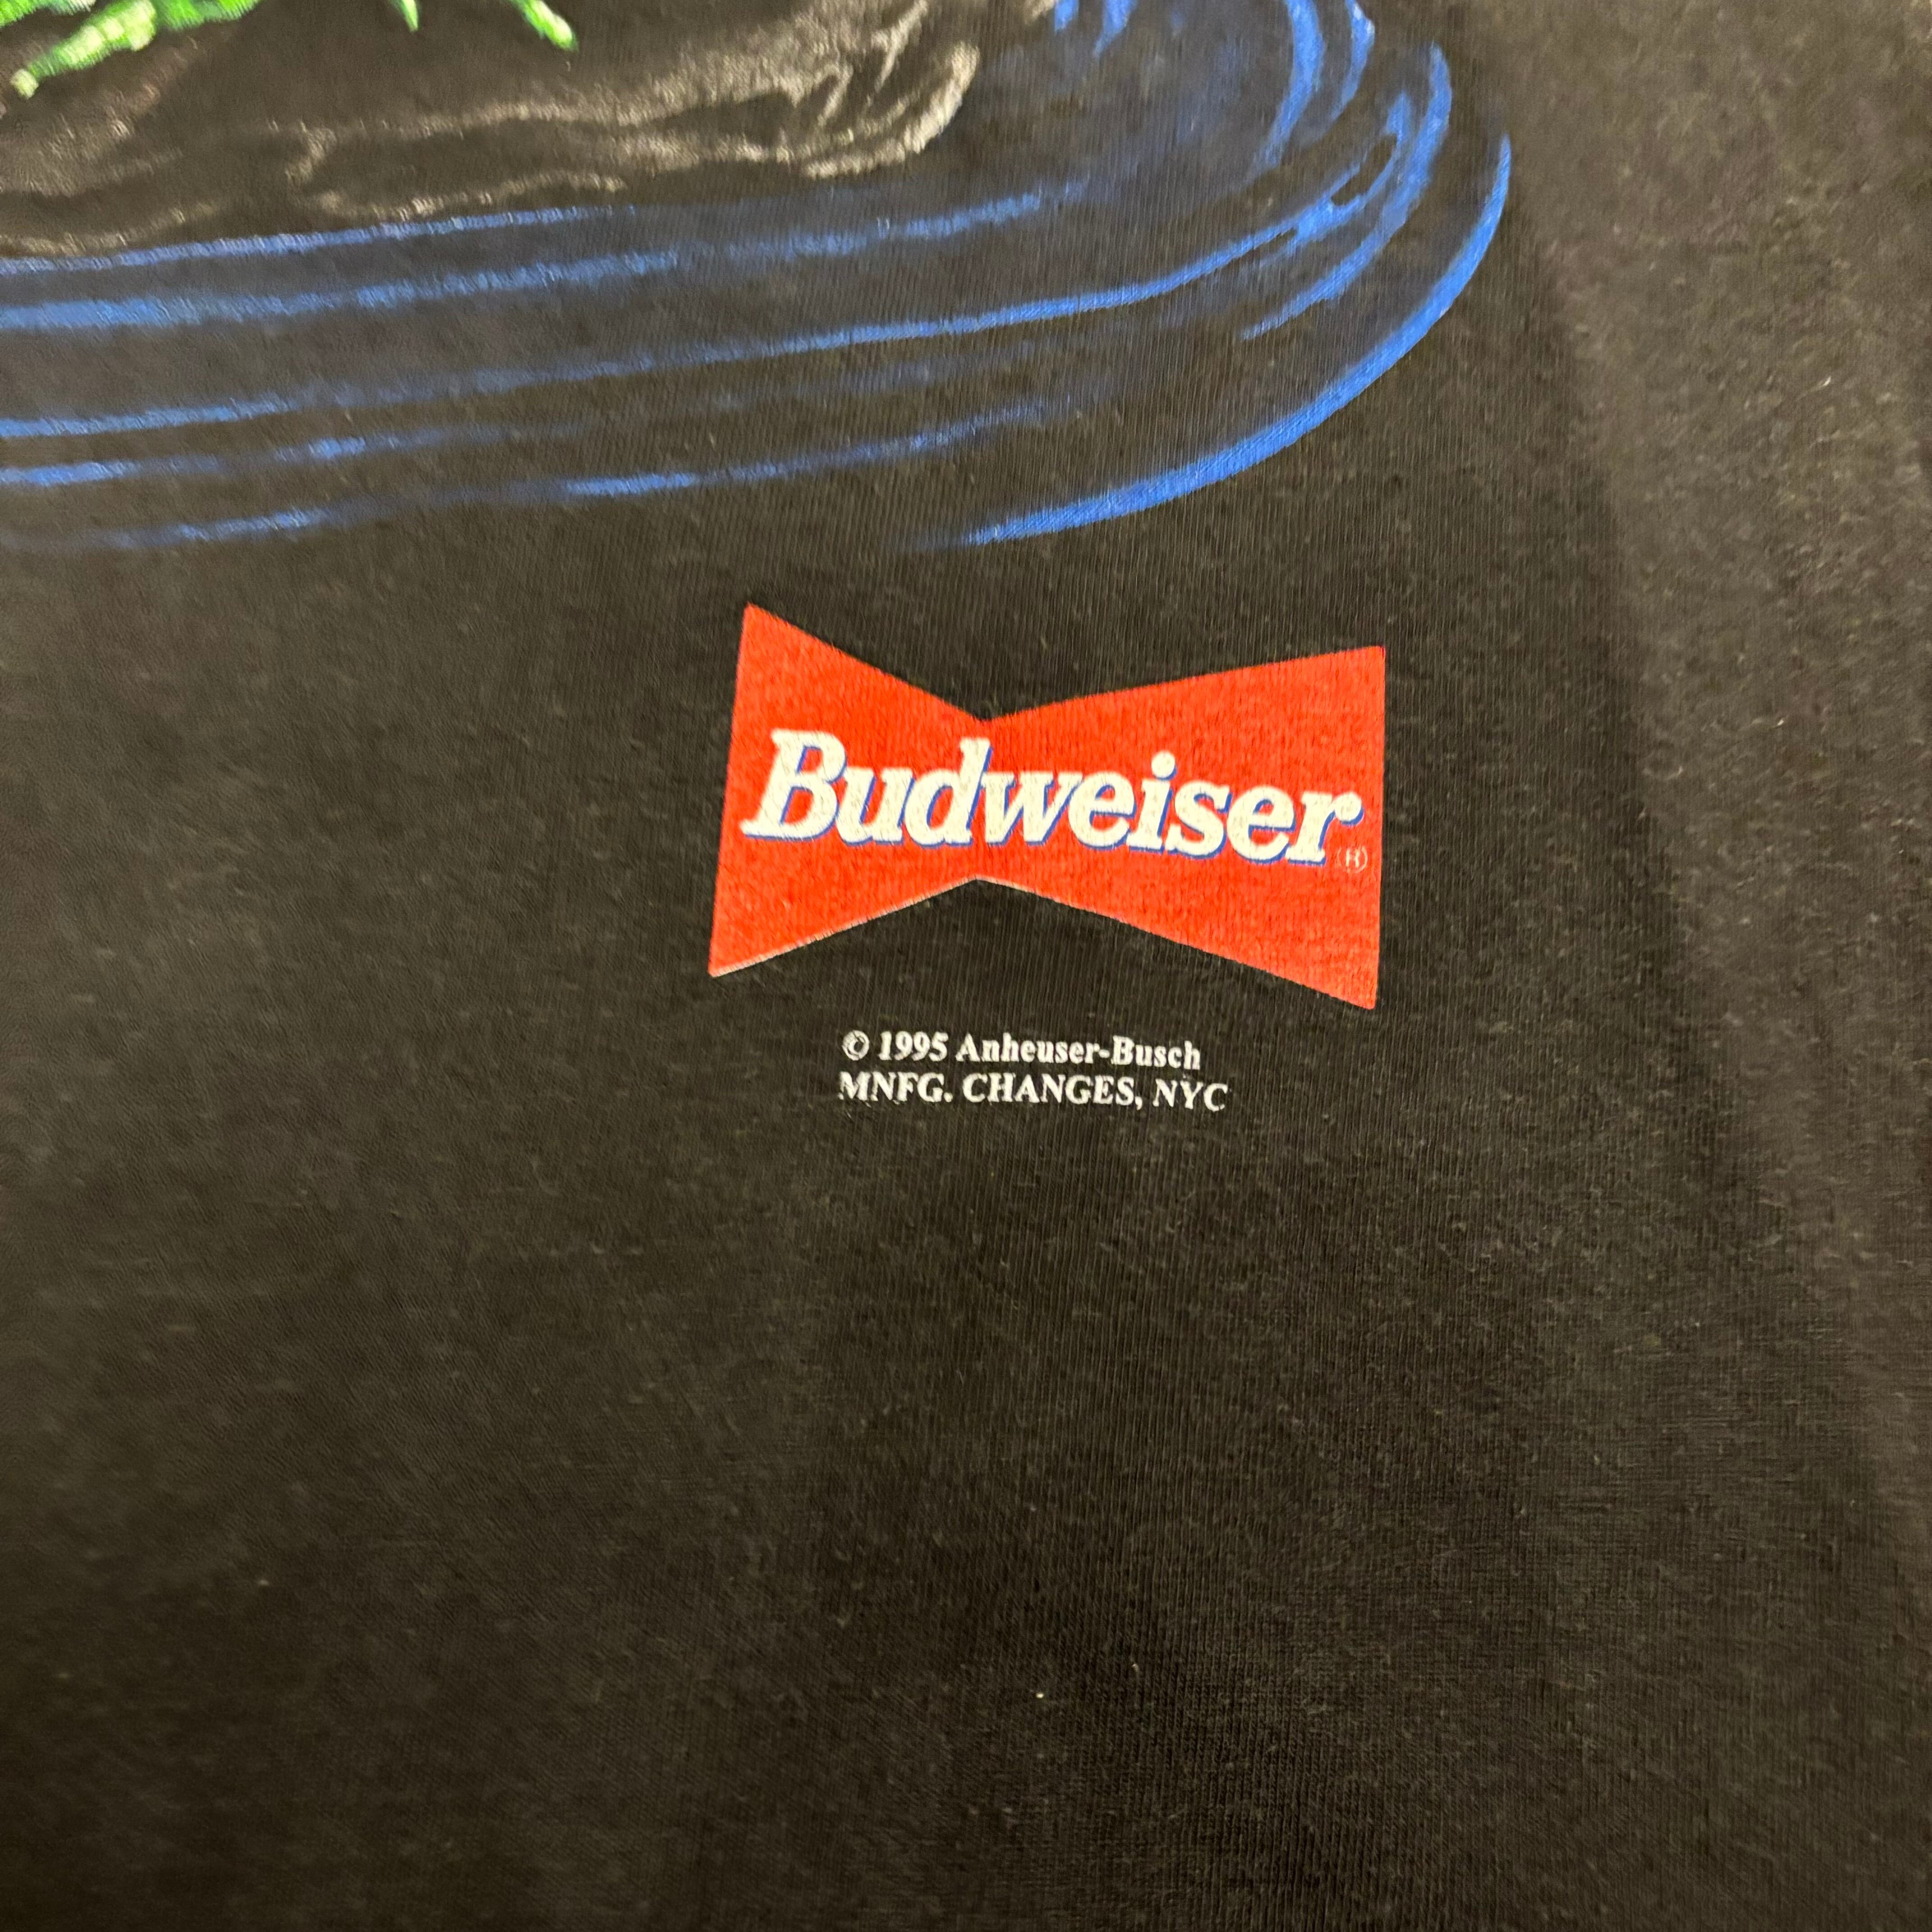 Budweiser®
© 1995 Anheuser-Busch
MNFG. CHANGES, NYC